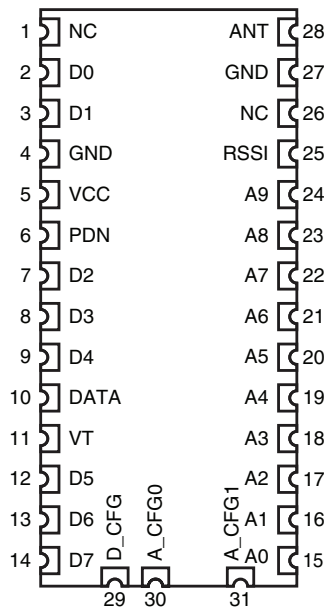 1 NC ANT 28
2 D0 GND 27
3 D1 NC 26
4 GND RSSI 25
5 VCC A9 24
6 PDN A8 23
7 D2 A7 22
8 D3 A6 21
9 D4 A5 20
10 DATA A4 19
11 VT A3 18
12 D5 A2 17
13 D6 A1 16
14 D7 A0 15
D_CFG A_CFG0 A_CFG1
29 30 31